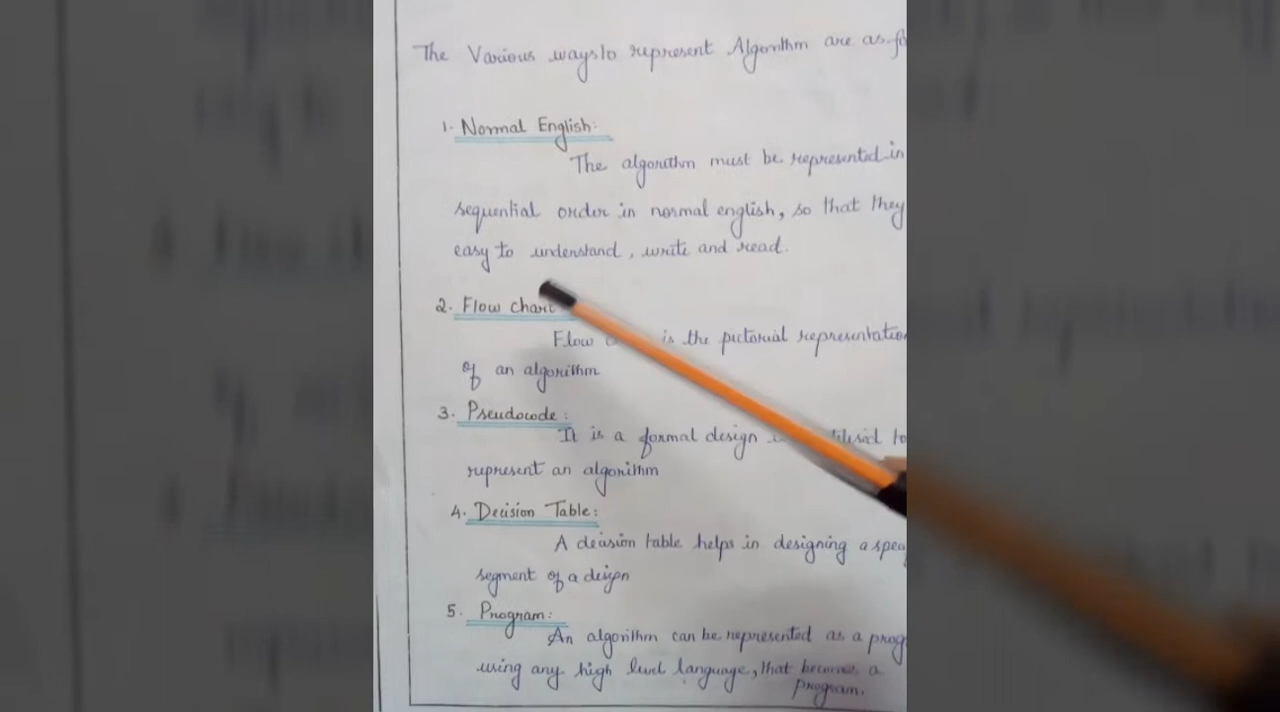 The Various ways to represent Algorithm are as
1. Normal English:
The algorithm must be represented in
sequential order in normal english, so that they
easy to understand, write and read.
2. Flow chart
Flow is the pictorial representation
of an algorithm
3. Pseudocode:
It is a formal design to
represent an algorithm
4. Decision Table:
A decision table helps in designing a
segment of a design
5. Program:
An algorithm can be represented as a
using any high level language, that becomes a
program.